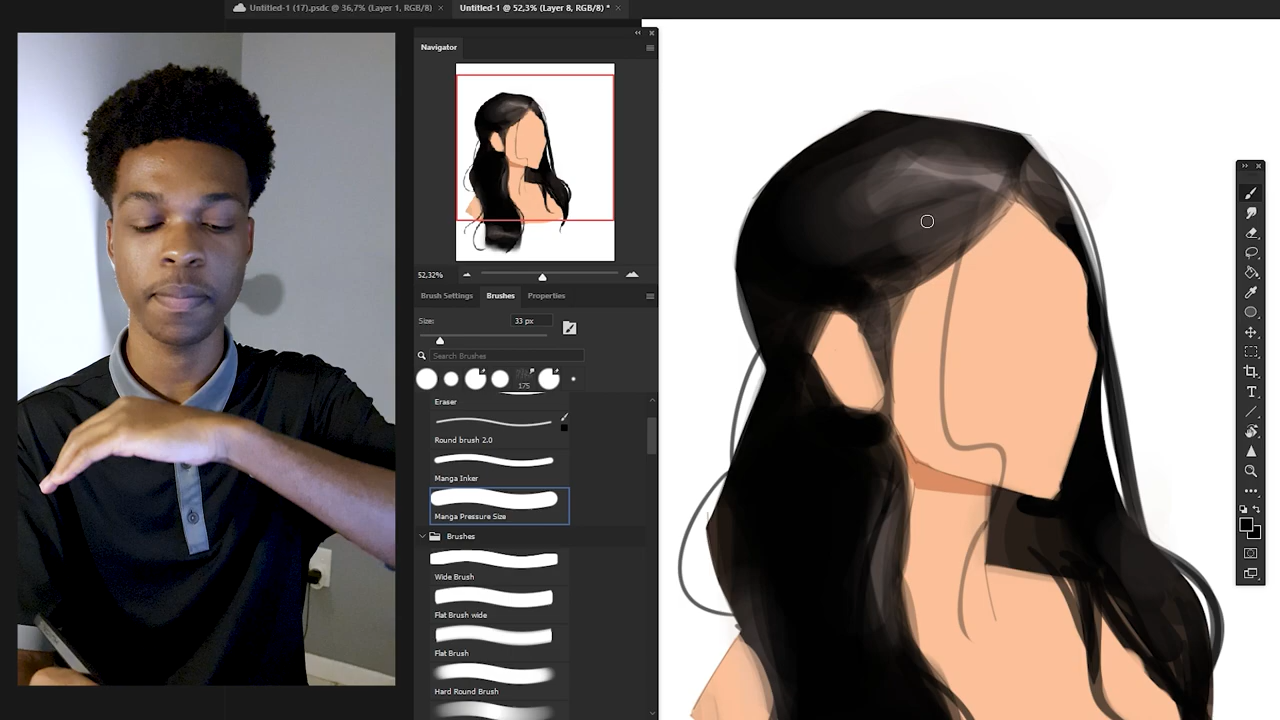 Untitled-1 (17).psdc @ 36,7% (Layer 1, RGB/8) ×
Untitled-1 @ 52,3% (Layer 8, RGB/8) * ×
Navigator
52,32%
Brush Settings Brushes Properties
Size: 33 px
Search Brushes
175
Eraser
Round brush 2.0
Manga Inker
Manga Pressure Size
Brushes
Wide Brush
Flat Brush wide
Flat Brush
Hard Round Brush
T